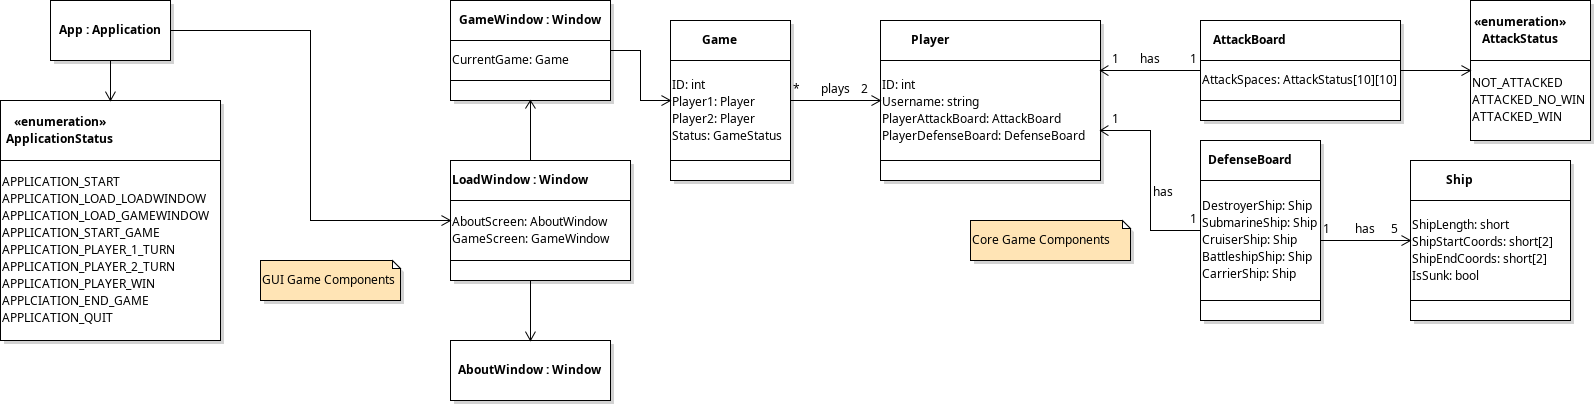 App : Application
«enumeration»
ApplicationStatus
APPLICATION_START
APPLICATION_LOAD_LOADWINDOW
APPLICATION_LOAD_GAMEWINDOW
APPLICATION_START_GAME
APPLICATION_PLAYER_1_TURN
APPLICATION_PLAYER_2_TURN
APPLICATION_PLAYER_WIN
APPLCIATION_END_GAME
APPLICATION_QUIT
GUI Game Components
GameWindow : Window
CurrentGame: Game
LoadWindow : Window
AboutScreen: AboutWindow
GameScreen: GameWindow
AboutWindow : Window
Game
ID: int
Player1: Player
Player2: Player
Status: GameStatus
* plays 2
Player
ID: int
Username: string
PlayerAttackBoard: AttackBoard
PlayerDefenseBoard: DefenseBoard
Core Game Components
1 has 1
1
has
1
AttackBoard
AttackSpaces: AttackStatus[10][10]
«enumeration»
AttackStatus
NOT_ATTACKED
ATTACKED_NO_WIN
ATTACKED_WIN
DefenseBoard
DestroyerShip: Ship
SubmarineShip: Ship
CruiserShip: Ship
BattleshipShip: Ship
CarrierShip: Ship
1 has 5
Ship
ShipLength: short
ShipStartCoords: short[2]
ShipEndCoords: short[2]
IsSunk: bool